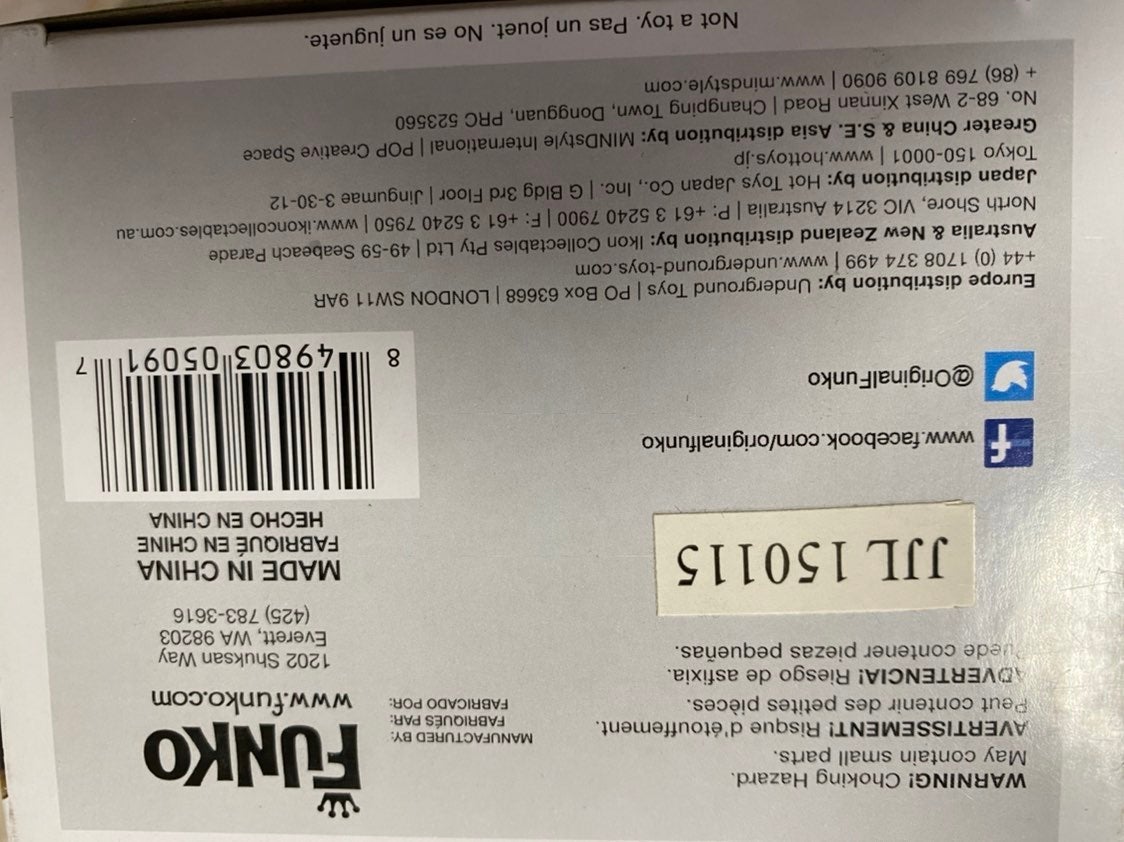 WARNING! Choking Hazard.
May contain small parts.
AVERTISSEMENT! Risque d'étouffement.
Peut contenir des petites pièces.
ADVERTENCIA! Riesgo de asfixia.
Puede contener piezas pequeñas.
MANUFACTURED BY:
FABRIQUÉS PAR:
FABRICADO POR:
FUNKO
www.funko.com
1202 Shuksan Way
Everett, WA 98203
(425) 783-3616
JJL 150115
MADE IN CHINA
FABRIQUÉ EN CHINE
HECHO EN CHINA
www.facebook.com/originalfunko
@OriginalFunko
8 49803 05091 7
Europe distribution by: Underground Toys | PO Box 63668 | LONDON SW11 9AR
+44 (0) 1708 374 499 | www.underground-toys.com
Australia & New Zealand distribution by: Ikon Collectables Pty Ltd | 49-59 Seabeach Parade
North Shore, VIC 3214 Australia | P: +61 3 5240 7900 | F: +61 3 5240 7950 | www.ikoncollectables.com.au
Japan distribution by: Hot Toys Japan Co., Inc. | G Bldg 3rd Floor | Jingumae 3-30-12
Tokyo 150-0001 | www.hottoys.jp
Greater China & S.E. Asia distribution by: MINDstyle International | POP Creative Space
No. 68-2 West Xinnan Road | Changping Town, Dongguan, PRC 523560
+ (86) 769 8109 9090 | www.mindstyle.com
Not a toy. Pas un jouet. No es un juguete.